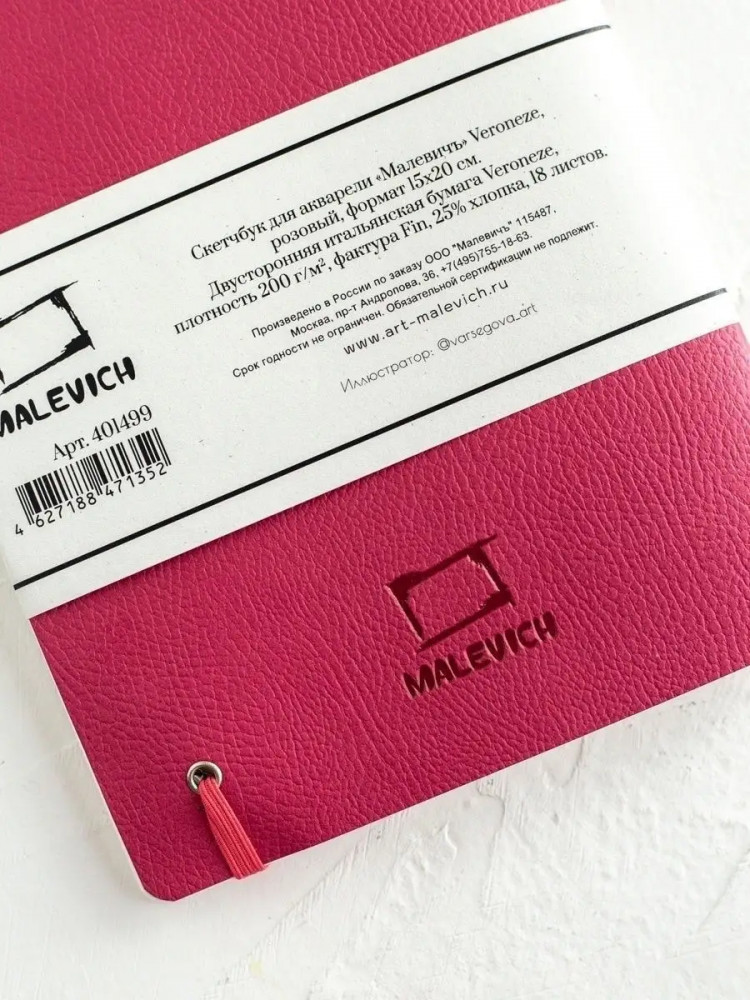 Скетчбук для акварели «Малевичъ» Veroneze,
розовый, формат 15х20 см.
Двусторонняя итальянская бумага Veroneze,
плотность 200 г/м², фактура Fin, 25% хлопка, 18 листов.
Произведено в России по заказу ООО "Малевичъ" 115487,
Москва, пр-т Андропова, 36, +7(495)755-18-63.
Срок годности не ограничен. Обязательной сертификации не подлежит.
www.art-malevich.ru
Иллюстратор: @varsegova_art
MALEVICH
Арт. 401499
4 627188 471352
MALEVICH